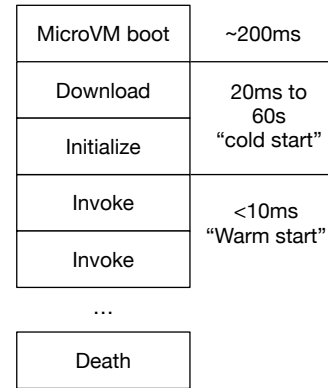 MicroVM boot
~200ms
Download
Initialize
20ms to
60s
“cold start”
Invoke
Invoke
<10ms
“Warm start”
...
Death